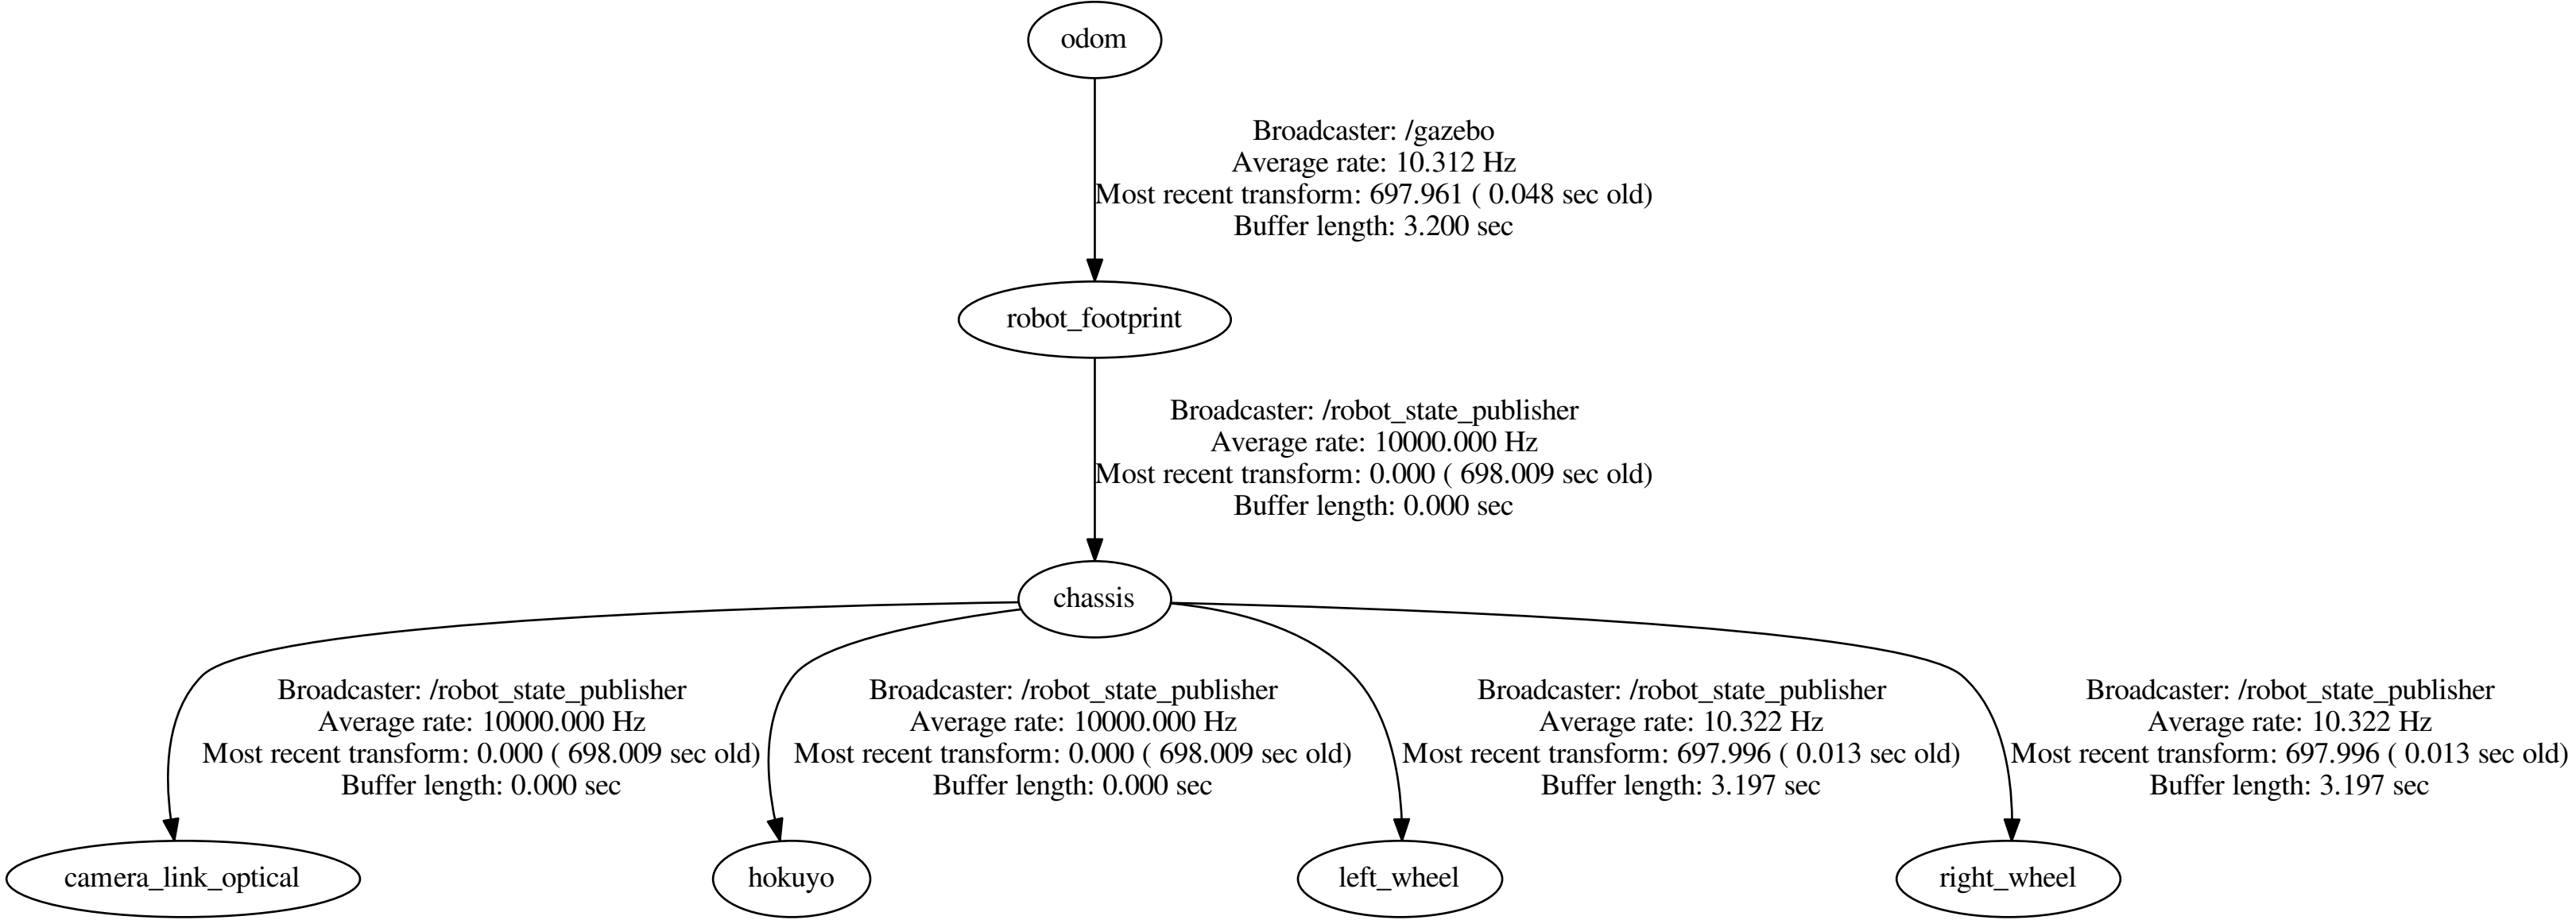 odom
Broadcaster: /gazebo
Average rate: 10.312 Hz
Most recent transform: 697.961 ( 0.048 sec old)
Buffer length: 3.200 sec
robot_footprint
Broadcaster: /robot_state_publisher
Average rate: 10000.000 Hz
Most recent transform: 0.000 ( 698.009 sec old)
Buffer length: 0.000 sec
chassis
Broadcaster: /robot_state_publisher
Average rate: 10000.000 Hz
Most recent transform: 0.000 ( 698.009 sec old)
Buffer length: 0.000 sec
Broadcaster: /robot_state_publisher
Average rate: 10000.000 Hz
Most recent transform: 0.000 ( 698.009 sec old)
Buffer length: 0.000 sec
Broadcaster: /robot_state_publisher
Average rate: 10.322 Hz
Most recent transform: 697.996 ( 0.013 sec old)
Buffer length: 3.197 sec
Broadcaster: /robot_state_publisher
Average rate: 10.322 Hz
Most recent transform: 697.996 ( 0.013 sec old)
Buffer length: 3.197 sec
camera_link_optical
hokuyo
left_wheel
right_wheel